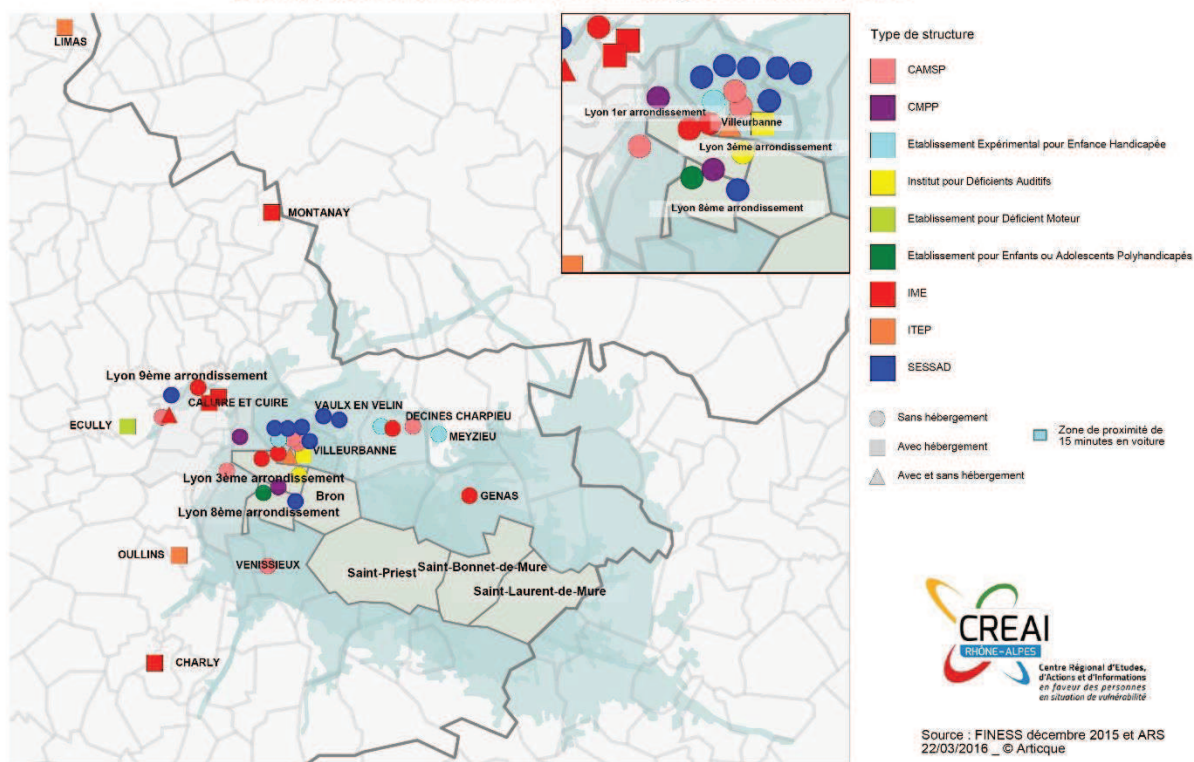 LIMAS
MONTANAY
Lyon 9ème arrondissement
CALUIRE ET CUIRE
ECULLY
VAULX EN VELIN
DECINES CHARPIEU
MEYZIEU
VILLEURBANNE
Lyon 3ème arrondissement
Bron
Lyon 8ème arrondissement
GENAS
OULLINS
VENISSIEUX
Saint-Priest
Saint-Bonnet-de-Mure
Saint-Laurent-de-Mure
CHARLY
Lyon 1er arrondissement
Villeurbanne
Lyon 3ème arrondissement
Lyon 8ème arrondissement
Type de structure
CAMSP
CMPP
Etablissement Expérimental pour Enfance Handicapée
Institut pour Déficients Auditifs
Etablissement pour Déficient Moteur
Etablissement pour Enfants ou Adolescents Polyhandicapés
IME
ITEP
SESSAD
Sans hébergement
Avec hébergement
Avec et sans hébergement
Zone de proximité de
15 minutes en voiture
CREAI
RHÔNE-ALPES
Centre Régional d'Etudes,
d'Actions et d'Informations
en faveur des personnes
en situation de vulnérabilité
Source : FINESS décembre 2015 et ARS
22/03/2016 _ © Articque